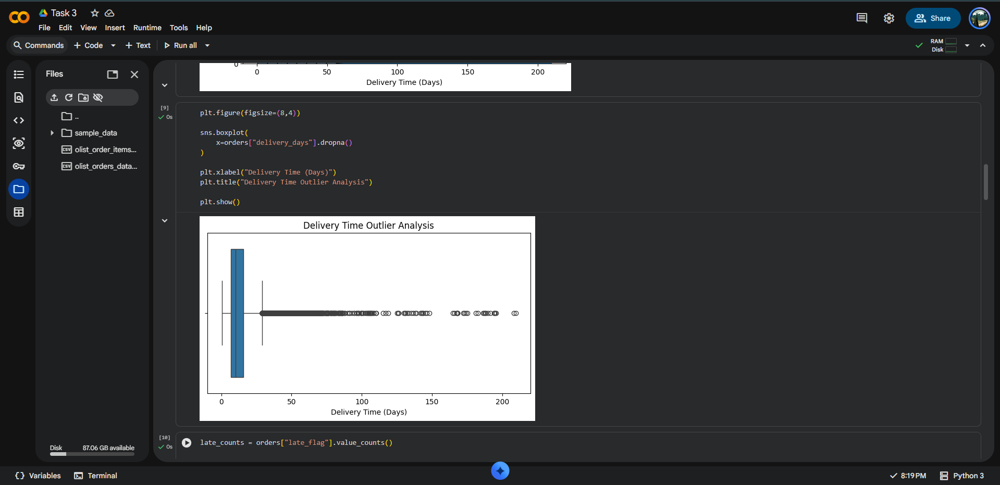 Task 3
File Edit View Insert Runtime Tools Help
Share
Commands + Code + Text Run all
RAM
Disk
Files
..
sample_data
olist_order_items...
olist_orders_data...
Disk 87.06 GB available
0
0 50 100 150 200
Delivery Time (Days)
[9]
0s
plt.figure(figsize=(8,4))
sns.boxplot(
x=orders["delivery_days"].dropna()
)
plt.xlabel("Delivery Time (Days)")
plt.title("Delivery Time Outlier Analysis")
plt.show()
Delivery Time Outlier Analysis
0 50 100 150 200
Delivery Time (Days)
[10]
0s
late_counts = orders["late_flag"].value_counts()
{} Variables Terminal
8:19 PM Python 3